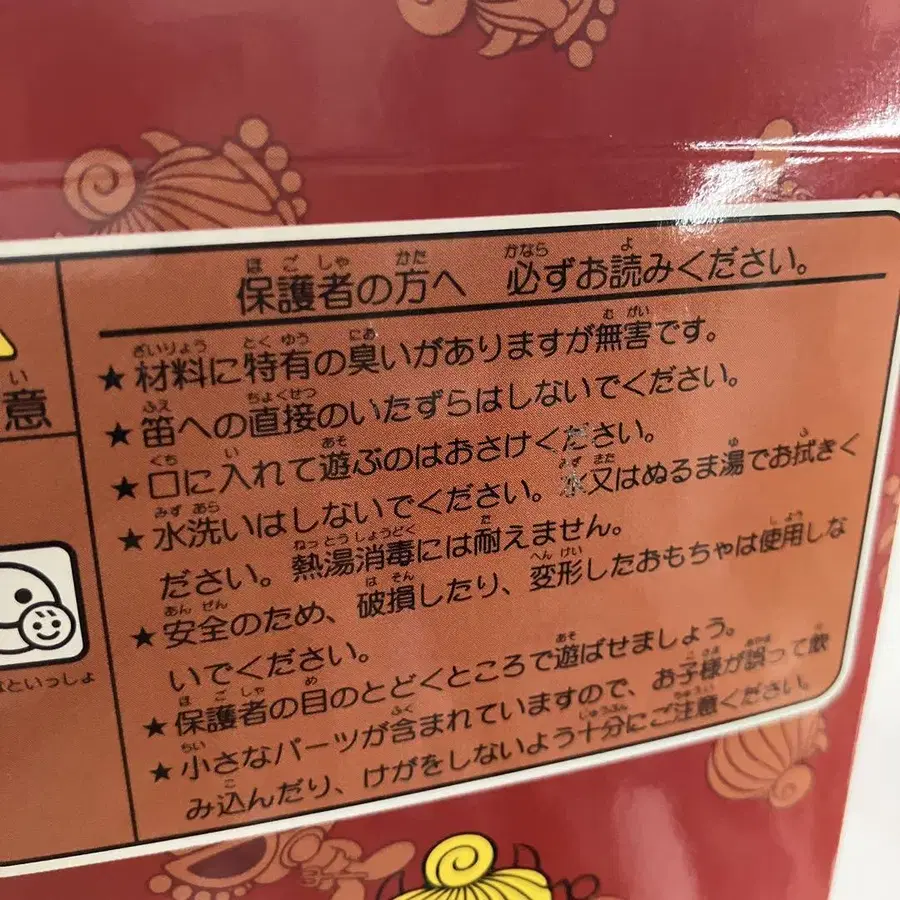 保護者の方へ 必ずお読みください。
★材料に特有の臭いがありますが無害です。
★笛への直接のいたずらはしないでください。
★口に入れて遊ぶのはおさけください。
★水洗いはしないでください。水又はぬるま湯でお拭きく
ださい。熱湯消毒には耐えません。
★安全のため、破損したり、変形したおもちゃは使用しな
いでください。
★保護者の目のとどくところで遊ばせましょう。
★小さなパーツが含まれていますので、お子様が誤って飲
み込んだり、けがをしないよう十分にご注意ください。
意
といっしょ